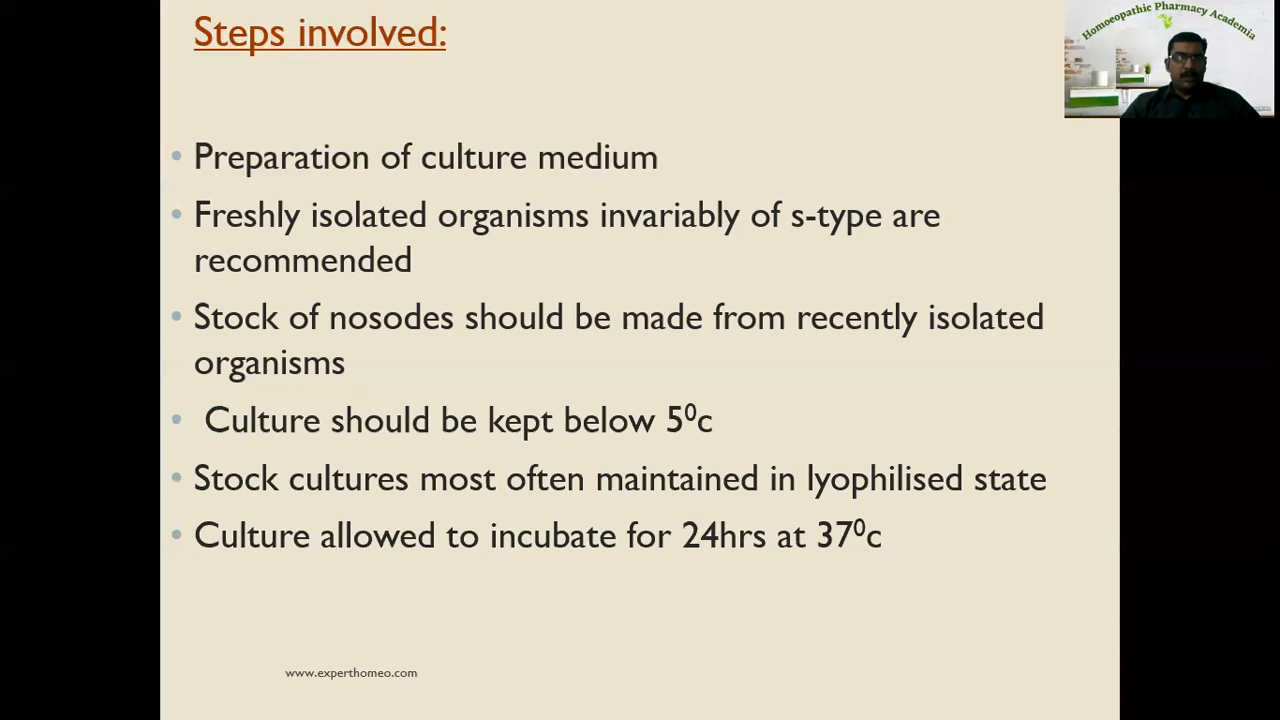 Steps involved:
Homoeopathic Pharmacy Academia
• Preparation of culture medium
• Freshly isolated organisms invariably of s-type are
recommended
• Stock of nosodes should be made from recently isolated
organisms
• Culture should be kept below 5⁰c
• Stock cultures most often maintained in lyophilised state
• Culture allowed to incubate for 24hrs at 37⁰c
www.experthomeo.com